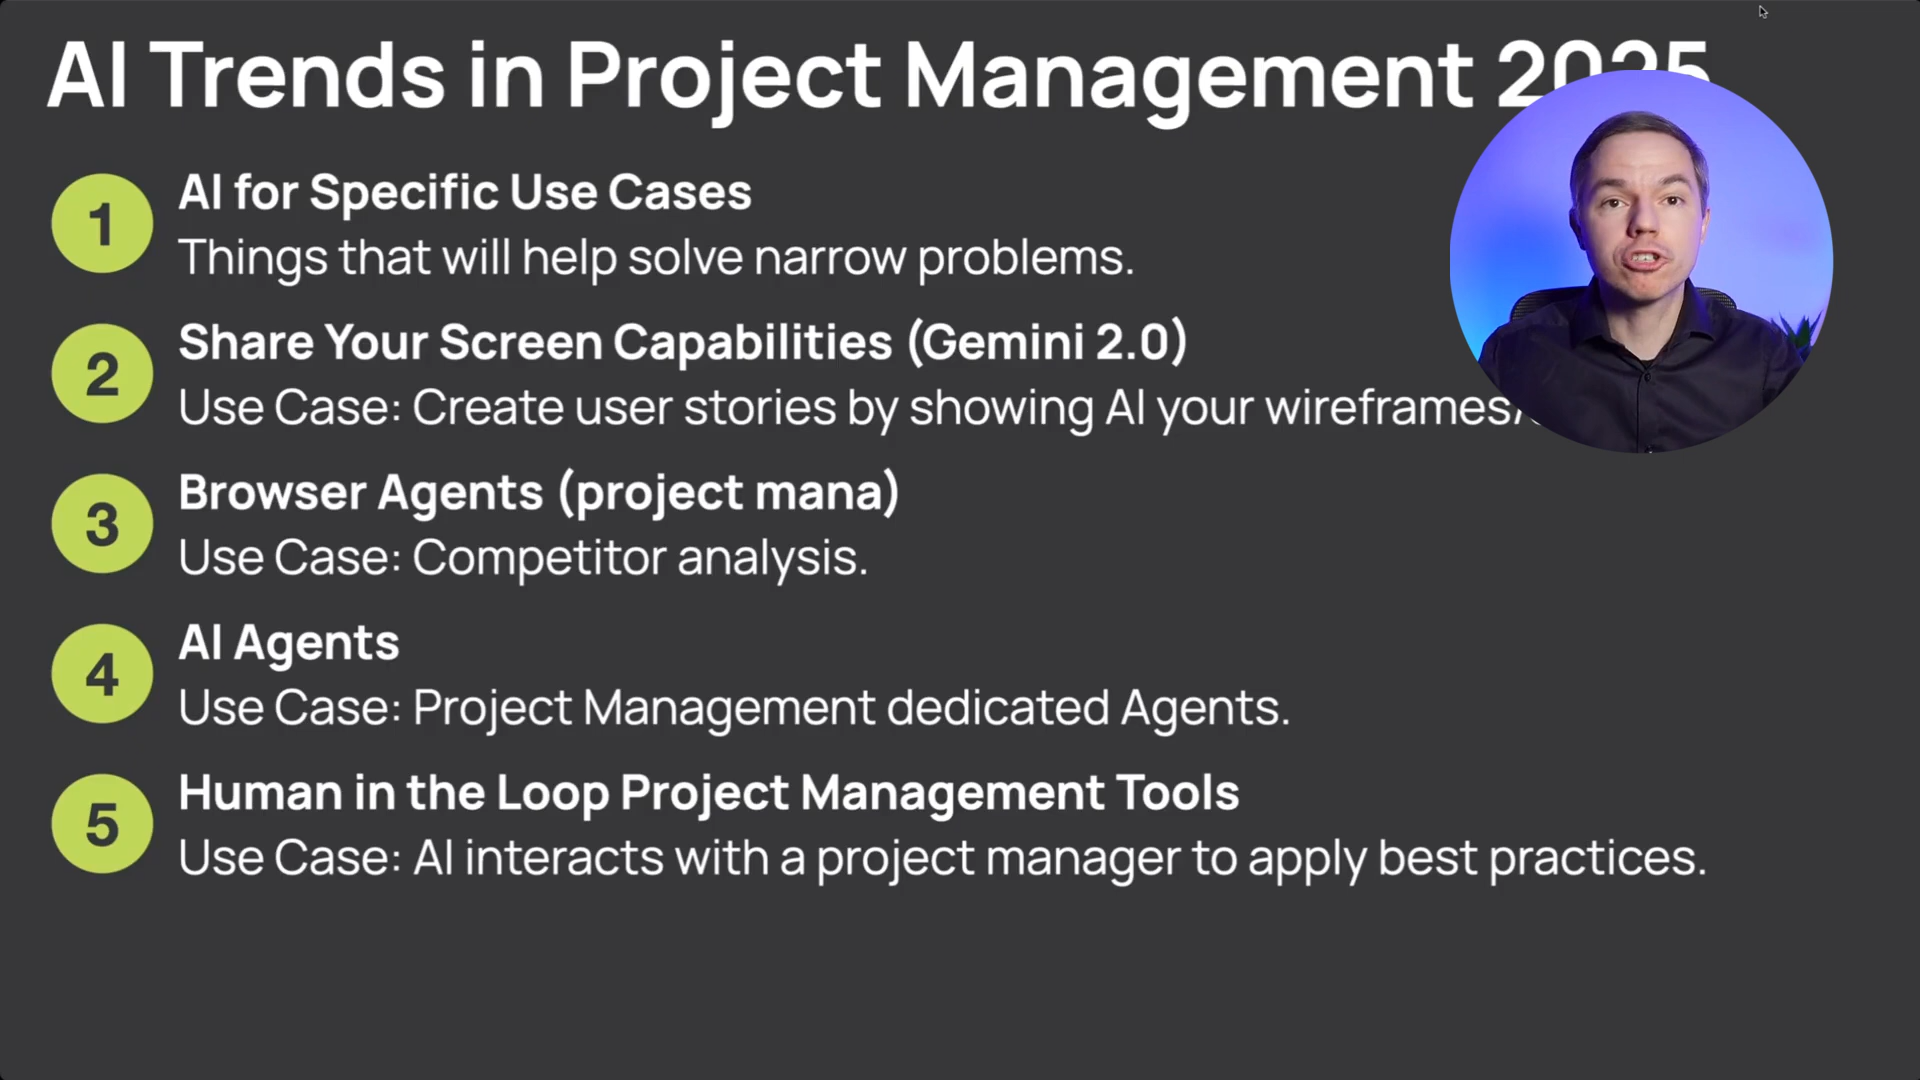 AI Trends in Project Management 2025
1
AI for Specific Use Cases
Things that will help solve narrow problems.
2
Share Your Screen Capabilities (Gemini 2.0)
Use Case: Create user stories by showing AI your wireframes/
3
Browser Agents (project mana)
Use Case: Competitor analysis.
4
AI Agents
Use Case: Project Management dedicated Agents.
5
Human in the Loop Project Management Tools
Use Case: AI interacts with a project manager to apply best practices.